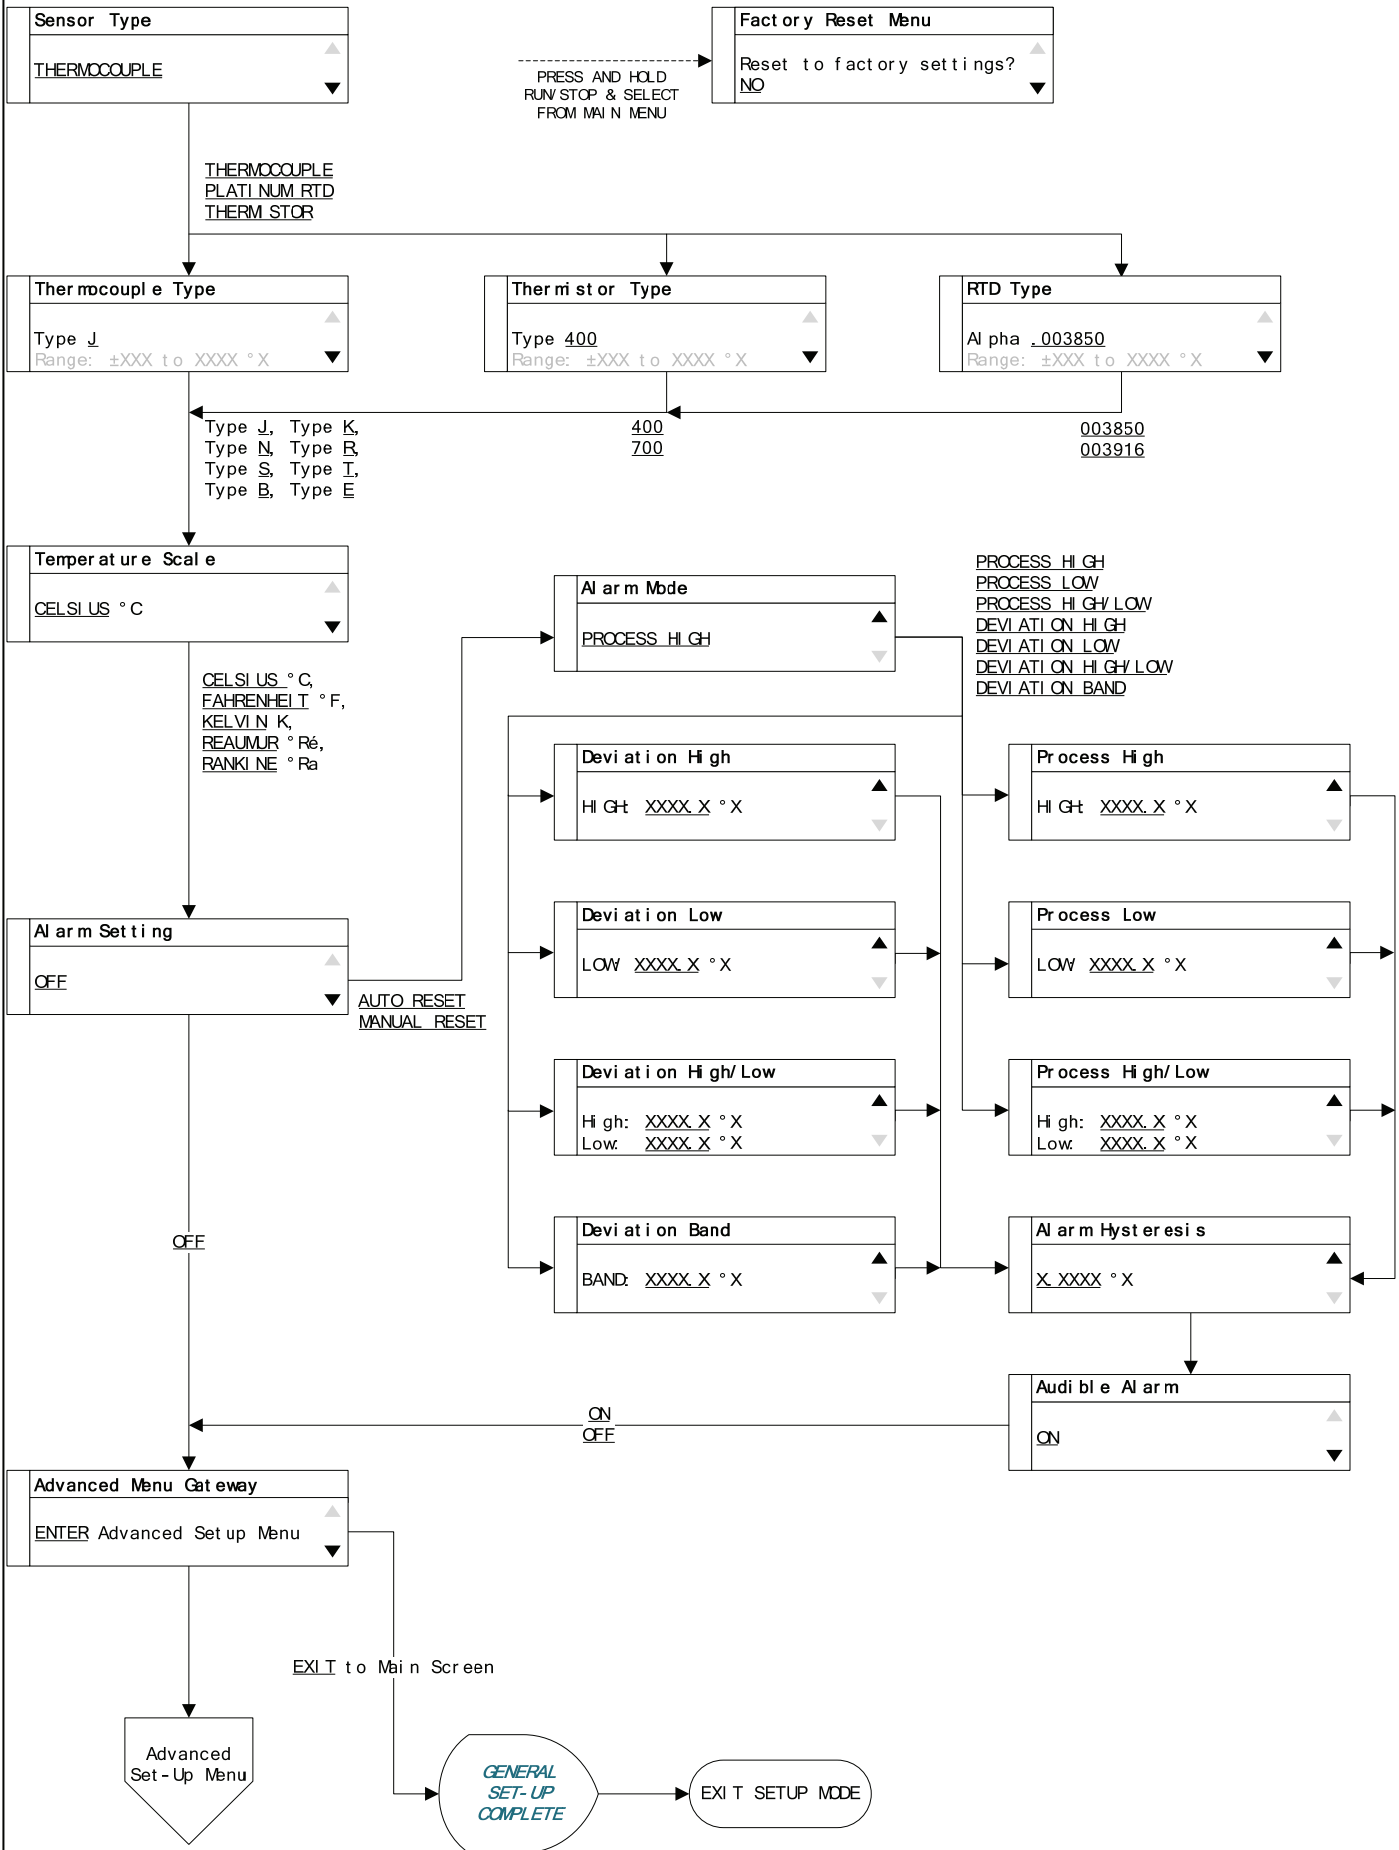 Sensor Type
THERMOCOUPLE
Factory Reset Menu
Reset to factory settings?
NO
PRESS AND HOLD
RUN/STOP & SELECT
FROM MAIN MENU
THERMOCOUPLE
PLATINUM RTD
THERMISTOR
Thermocouple Type
Type J
Range: ±XXX to XXXX °X
Thermistor Type
Type 400
Range: ±XXX to XXXX °X
RTD Type
Alpha .003850
Range: ±XXX to XXXX °X
Type J, Type K,
Type N, Type R,
Type S, Type T,
Type B, Type E
400
700
003850
003916
Temperature Scale
CELSIUS °C
CELSIUS °C,
FAHRENHEIT °F,
KELVIN K,
REAUMUR °Ré,
RANKINE °Ra
Alarm Mode
PROCESS HIGH
PROCESS HIGH
PROCESS LOW
PROCESS HIGH/LOW
DEVIATION HIGH
DEVIATION LOW
DEVIATION HIGH/LOW
DEVIATION BAND
Deviation High
HIGH: XXXX.X °X
Process High
HIGH: XXXX.X °X
Alarm Setting
OFF
AUTO RESET
MANUAL RESET
Deviation Low
LOW: XXXX.X °X
Process Low
LOW: XXXX.X °X
Deviation High/Low
High: XXXX.X °X
Low: XXXX.X °X
Process High/Low
High: XXXX.X °X
Low: XXXX.X °X
OFF
Deviation Band
BAND: XXXX.X °X
Alarm Hysteresis
X.XXXX °X
Audible Alarm
ON
ON
OFF
Advanced Menu Gateway
ENTER Advanced Setup Menu
EXIT to Main Screen
Advanced
Set-Up Menu
GENERAL
SET-UP
COMPLETE
EXIT SETUP MODE